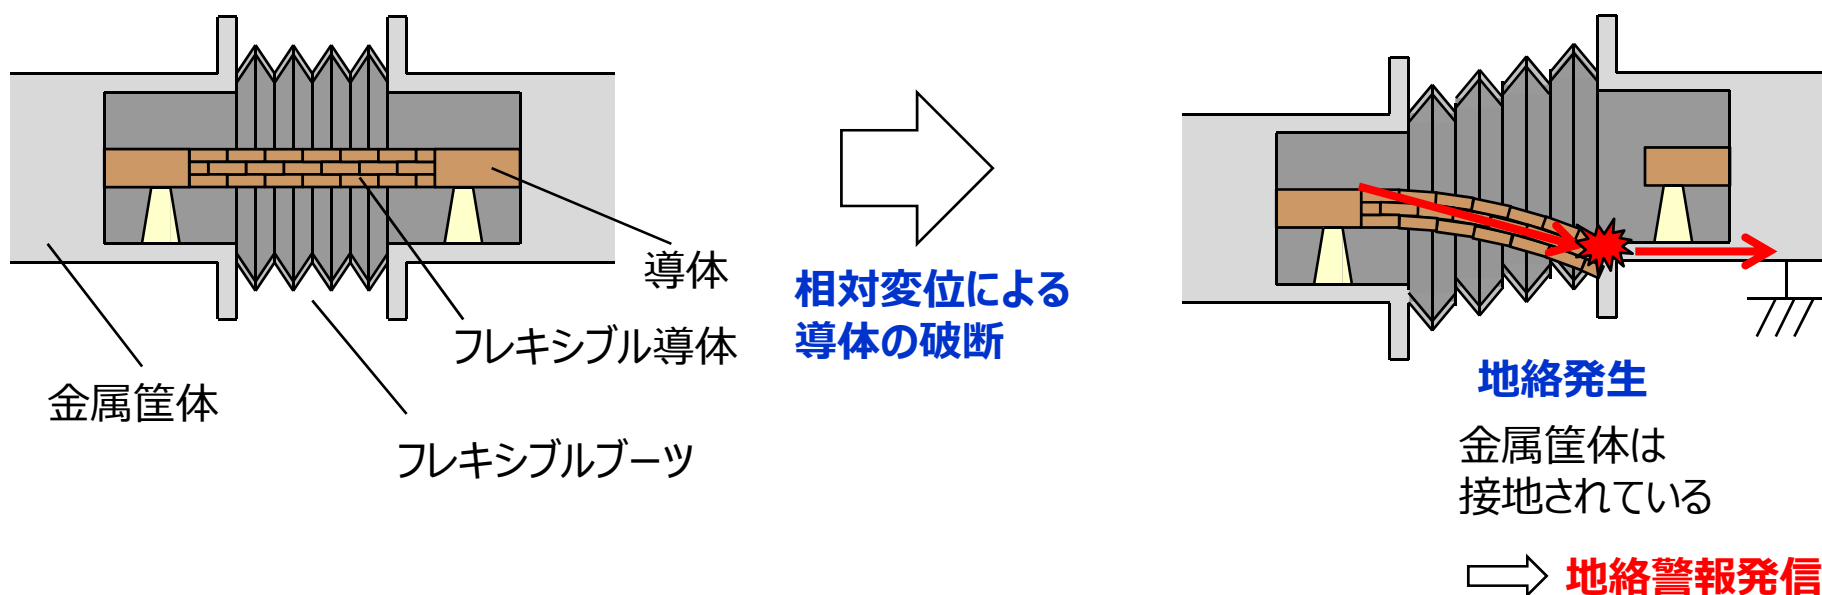 導体
フレキシブル導体
金属筐体
フレキシブルブーツ
相対変位による
導体の破断
地絡発生
金属筐体は
接地されている
地絡警報発信